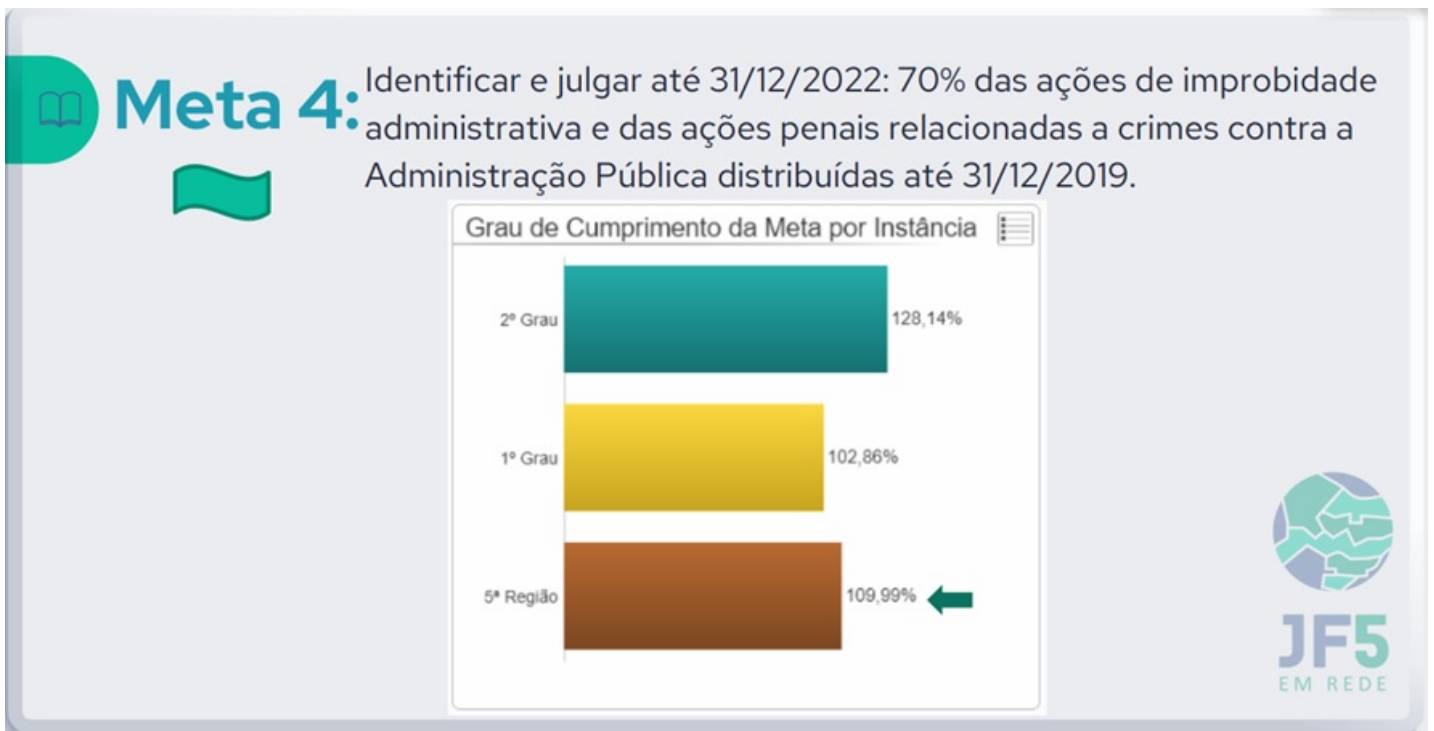 Meta 4:
Identificar e julgar até 31/12/2022: 70% das ações de improbidade
administrativa e das ações penais relacionadas a crimes contra a
Administração Pública distribuídas até 31/12/2019.
Grau de Cumprimento da Meta por Instância
2º Grau 128,14%
1º Grau 102,86%
5ª Região 109,99%
JF5
EM REDE